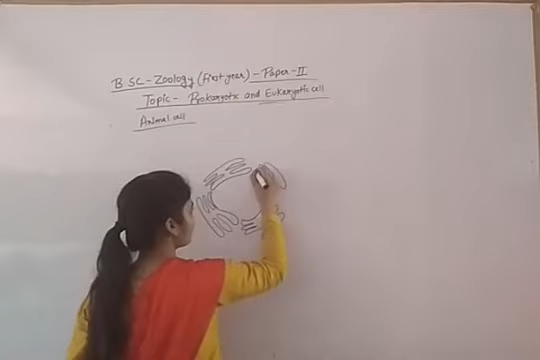 B.SC - Zoology (first year) - Paper - II
Topic - Prokaryotic and Eukaryotic cell
Animal cell